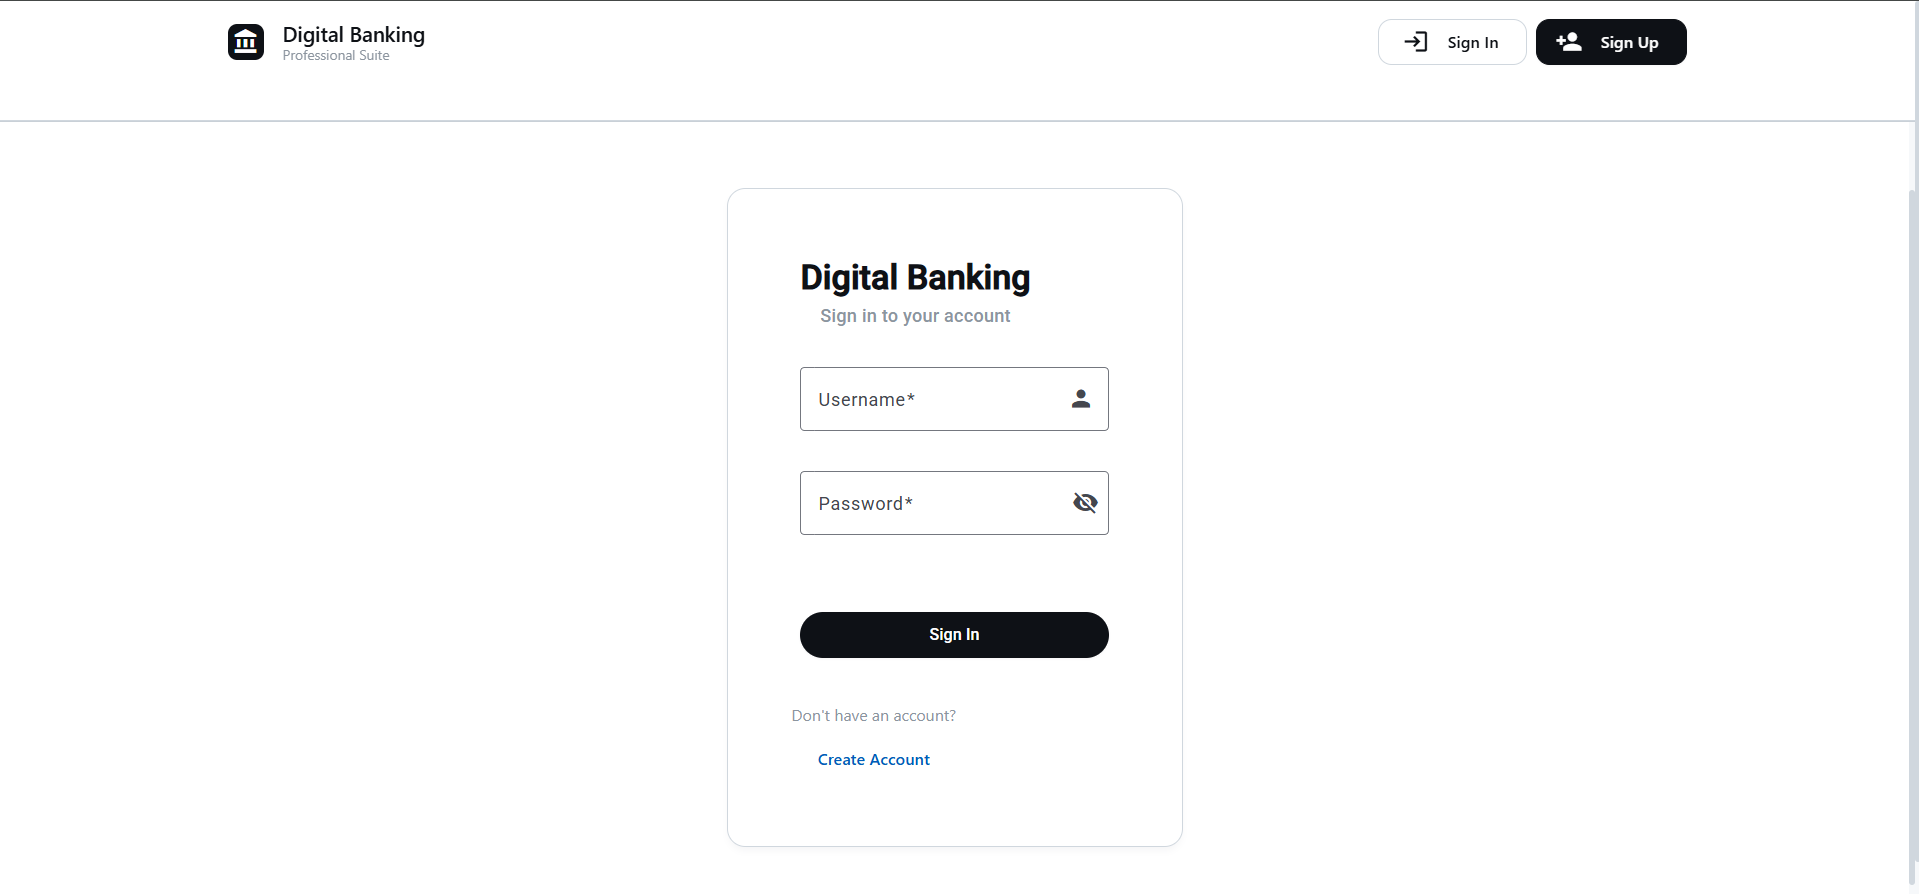 Digital Banking
Professional Suite
Sign In
Sign Up
Digital Banking
Sign in to your account
Username*
Password*
Sign In
Don't have an account?
Create Account